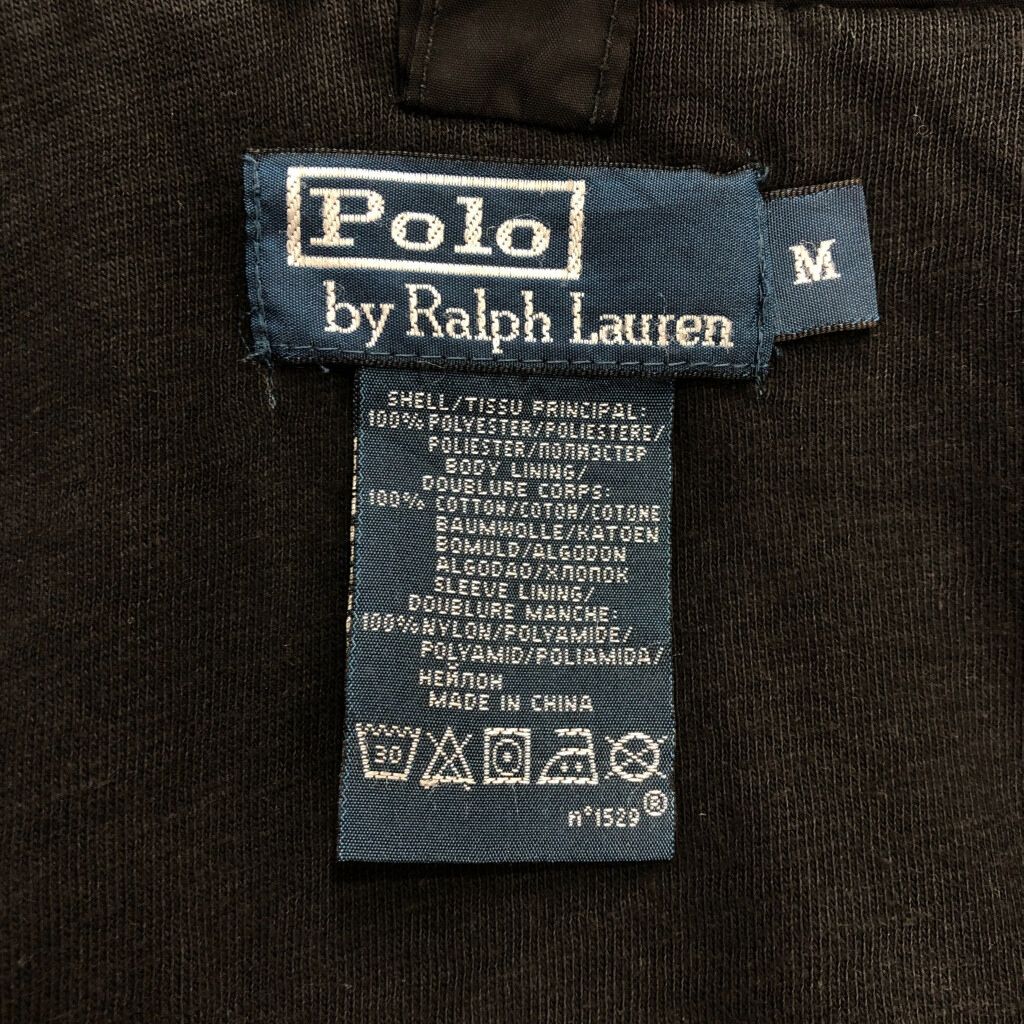 Polo
by Ralph Lauren
M
SHELL/TISSU PRINCIPAL:
100% POLYESTER/POLIESTERE/
POLIESTER/ПОЛИЭСТЕР
BODY LINING/
DOUBLURE CORPS:
100% COTTON/COTON/COTONE
BAUMWOLLE/KATOEN
BOMULD/ALGODON
ALGODAO/ХЛОПОК
SLEEVE LINING/
DOUBLURE MANCHE:
100% NYLON/POLYAMIDE/
POLYAMID/POLIAMIDA/
НЕЙЛОН
MADE IN CHINA
30
n°1529®